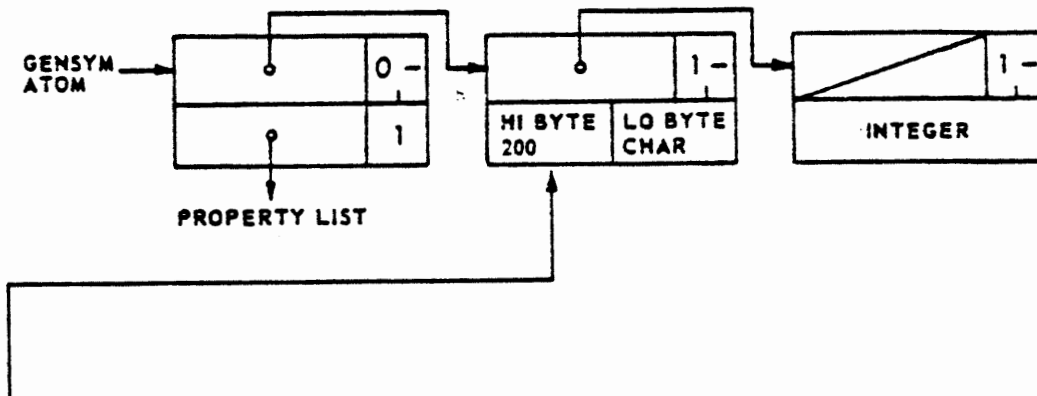 GENSYM
ATOM
0 -
1
PROPERTY LIST
1 -
HI BYTE
200
LO BYTE
CHAR
1 -
INTEGER